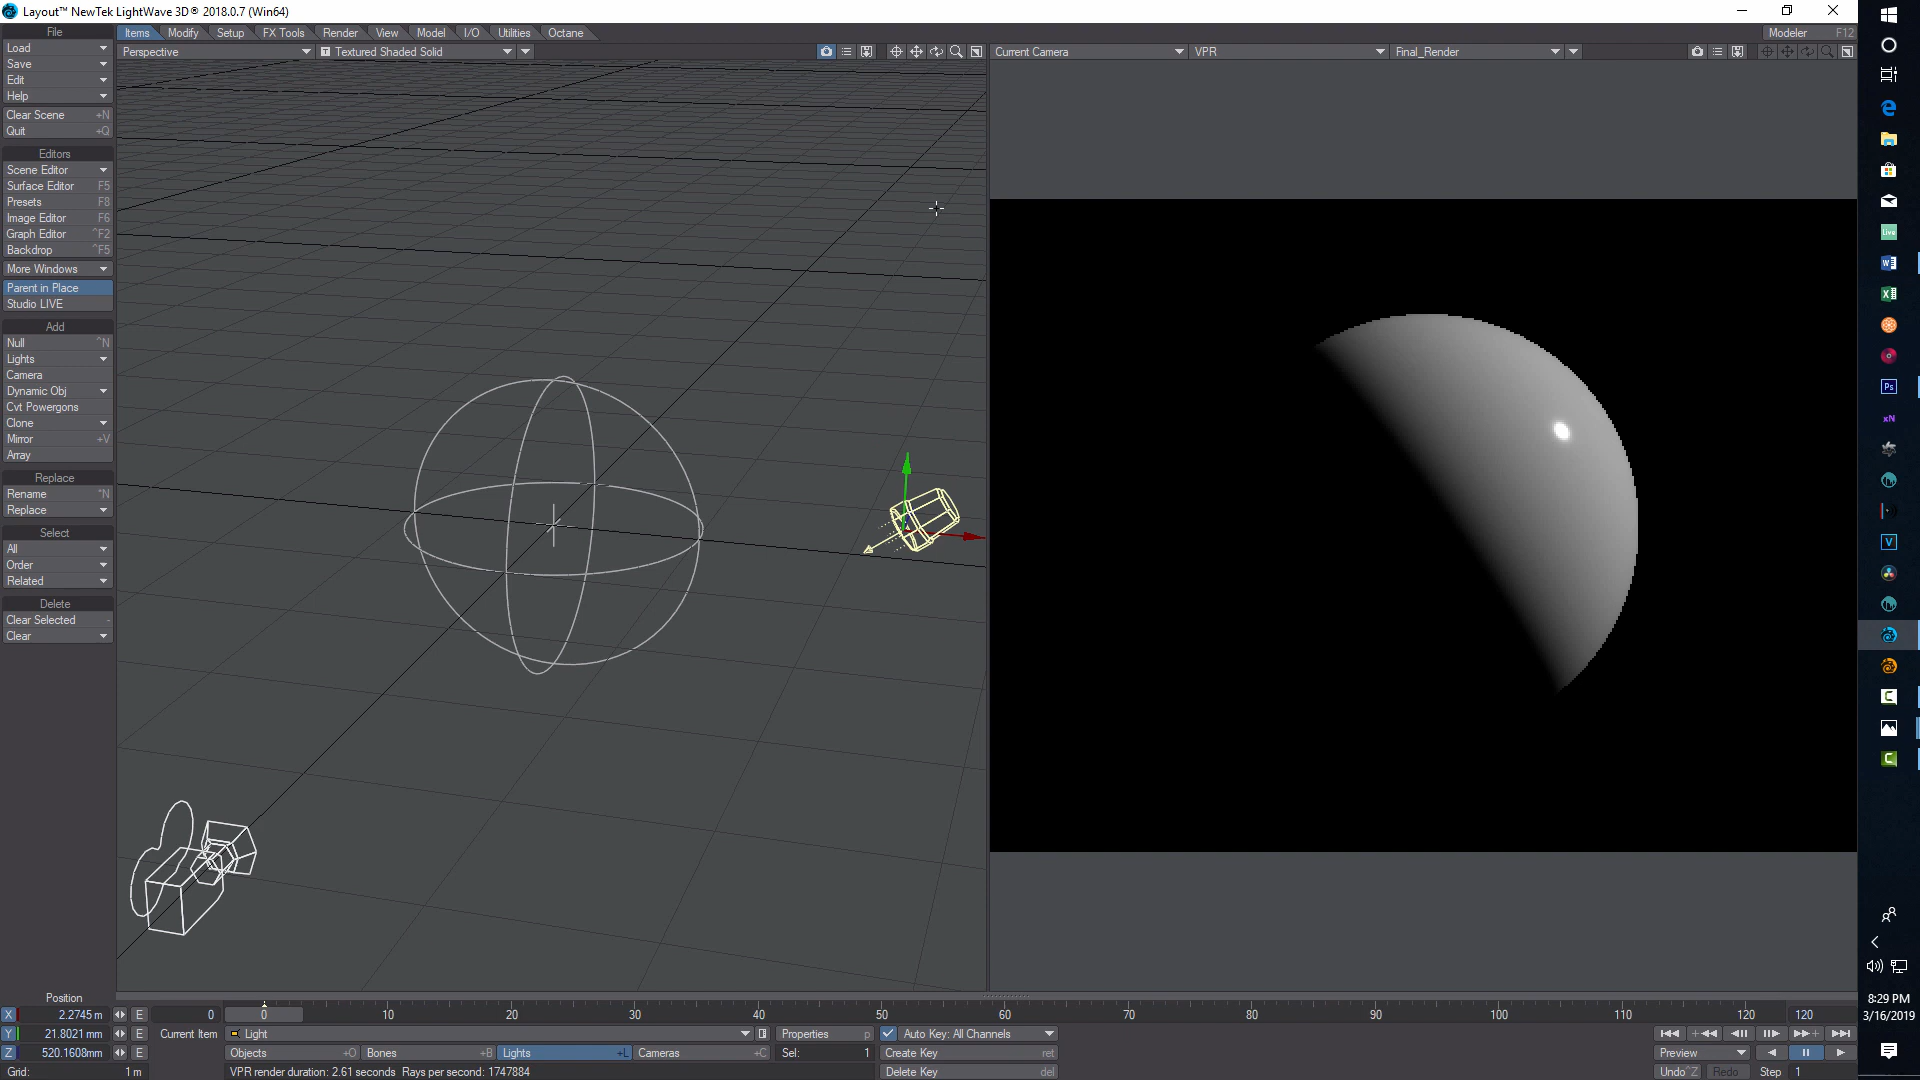 Layout™ NewTek LightWave 3D® 2018.0.7 (Win64)
File Items Modify Setup FX Tools Render View Model I/O Utilities Octane Modeler F12
Load Perspective T Textured Shaded Solid Current Camera VPR Final_Render
Save
Edit
Help
Clear Scene +N
Quit +Q
Editors
Scene Editor
Surface Editor F5
Presets F8
Image Editor F6
Graph Editor ^F2
Backdrop ^F5
More Windows
Parent in Place
Studio LIVE
Add
Null ^N
Lights
Camera
Dynamic Obj
Cvt Powergons
Clone
Mirror +V
Array
Replace
Rename "N
Replace
Select
All
Order
Related
Delete
Clear Selected -
Clear
Live
W
X
Ps
xN
V
C
C
Position
X 2.2745 m E 0 0 10 20 30 40 50 60 70 80 90 100 110 120 120
Y 21.8021 mm E Current Item Light Properties p Auto Key: All Channels
Z 520.1608mm E Objects +O Bones +B Lights +L Cameras +C Sel: 1 Create Key ret Preview
Grid: 1 m VPR render duration: 2.61 seconds Rays per second: 1747884 Delete Key del Undo^Z Redo Step 1
8:29 PM
3/16/2019